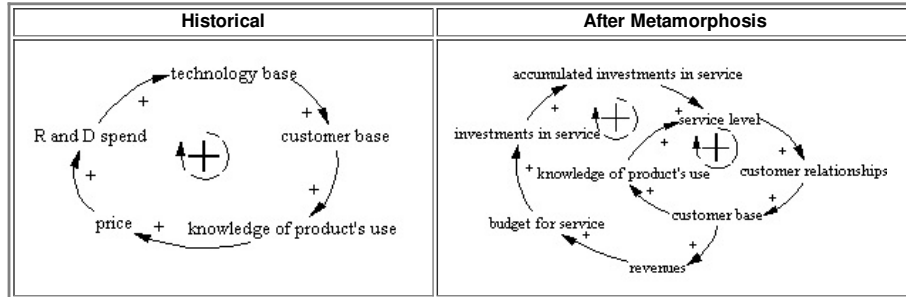 Historical
After Metamorphosis
technology base
+
+
R and D spend
customer base
+
+
+
price
+
knowledge of product's use
accumulated investments in service
+
+
+
service level
investments in service
+
+
+
+
knowledge of product's use
customer relationships
+
+
budget for service
customer base
+
+
revenues